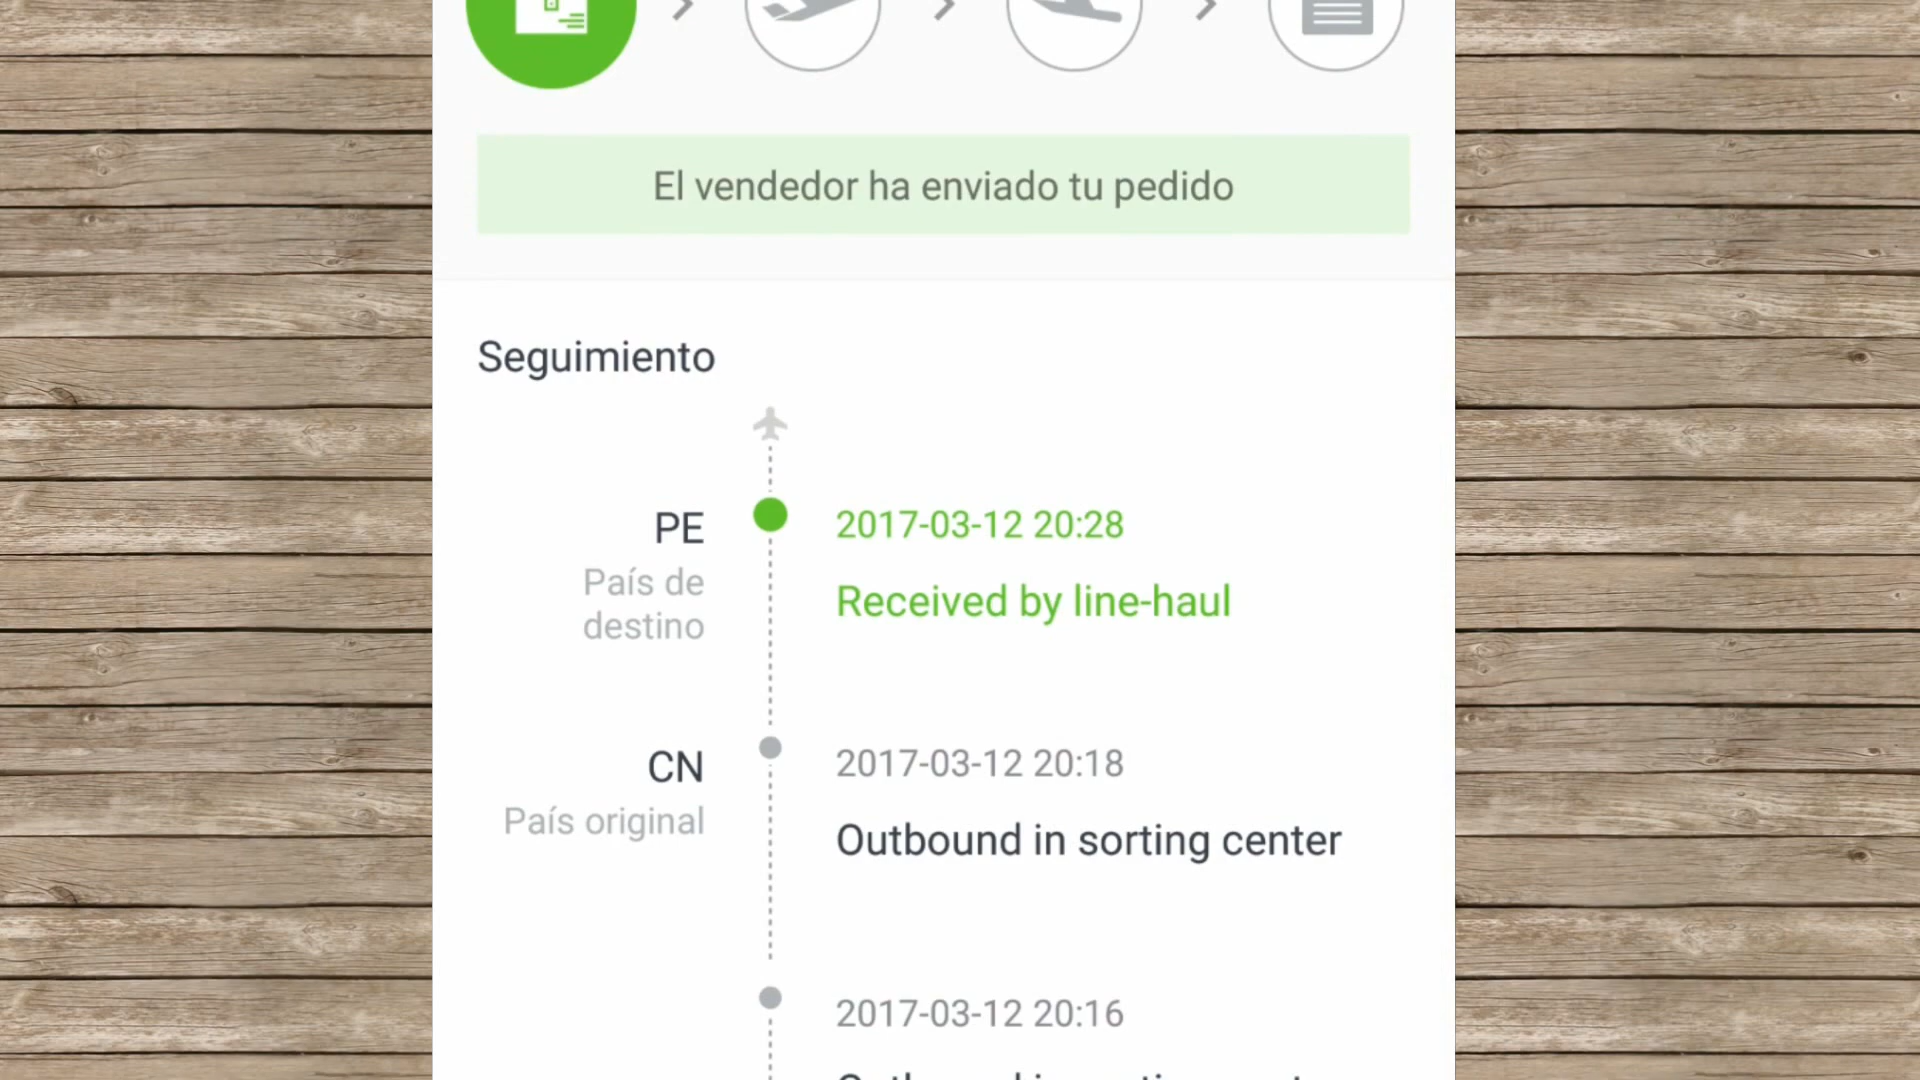 El vendedor ha enviado tu pedido
Seguimiento
PE
País de
destino
2017-03-12 20:28
Received by line-haul
CN
País original
2017-03-12 20:18
Outbound in sorting center
2017-03-12 20:16